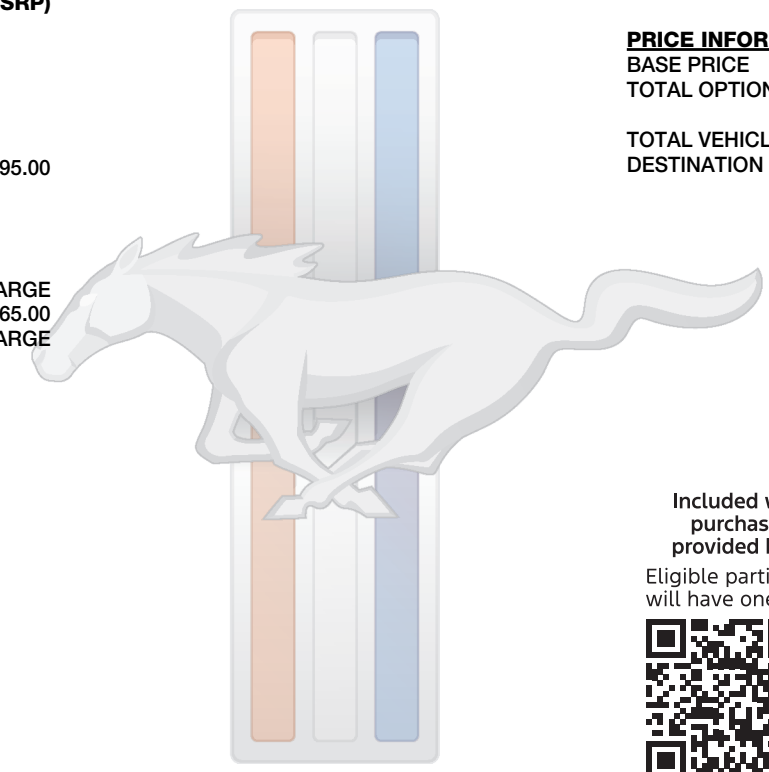 SRP)
95.00
ARGE
65.00
ARGE
PRICE INFOR
BASE PRICE
TOTAL OPTION
TOTAL VEHICL
DESTINATION
Included w
purchas
provided b
Eligible parti
will have one